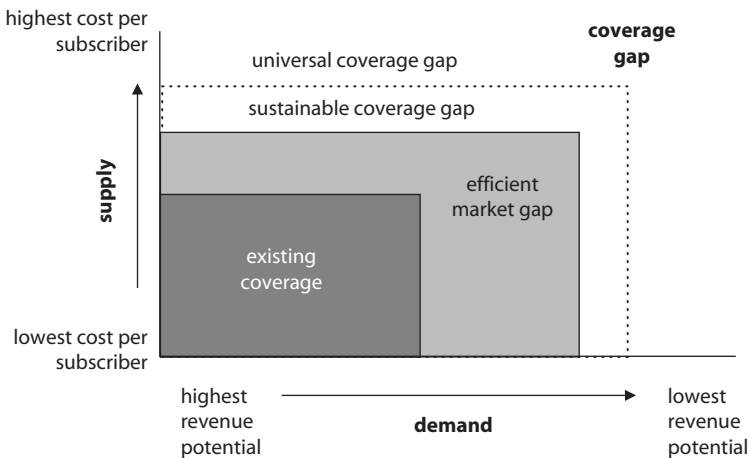 highest cost per
subscriber
coverage
gap
universal coverage gap
sustainable coverage gap
supply
efficient
market gap
existing
coverage
lowest cost per
subscriber
highest
revenue
potential
demand
lowest
revenue
potential